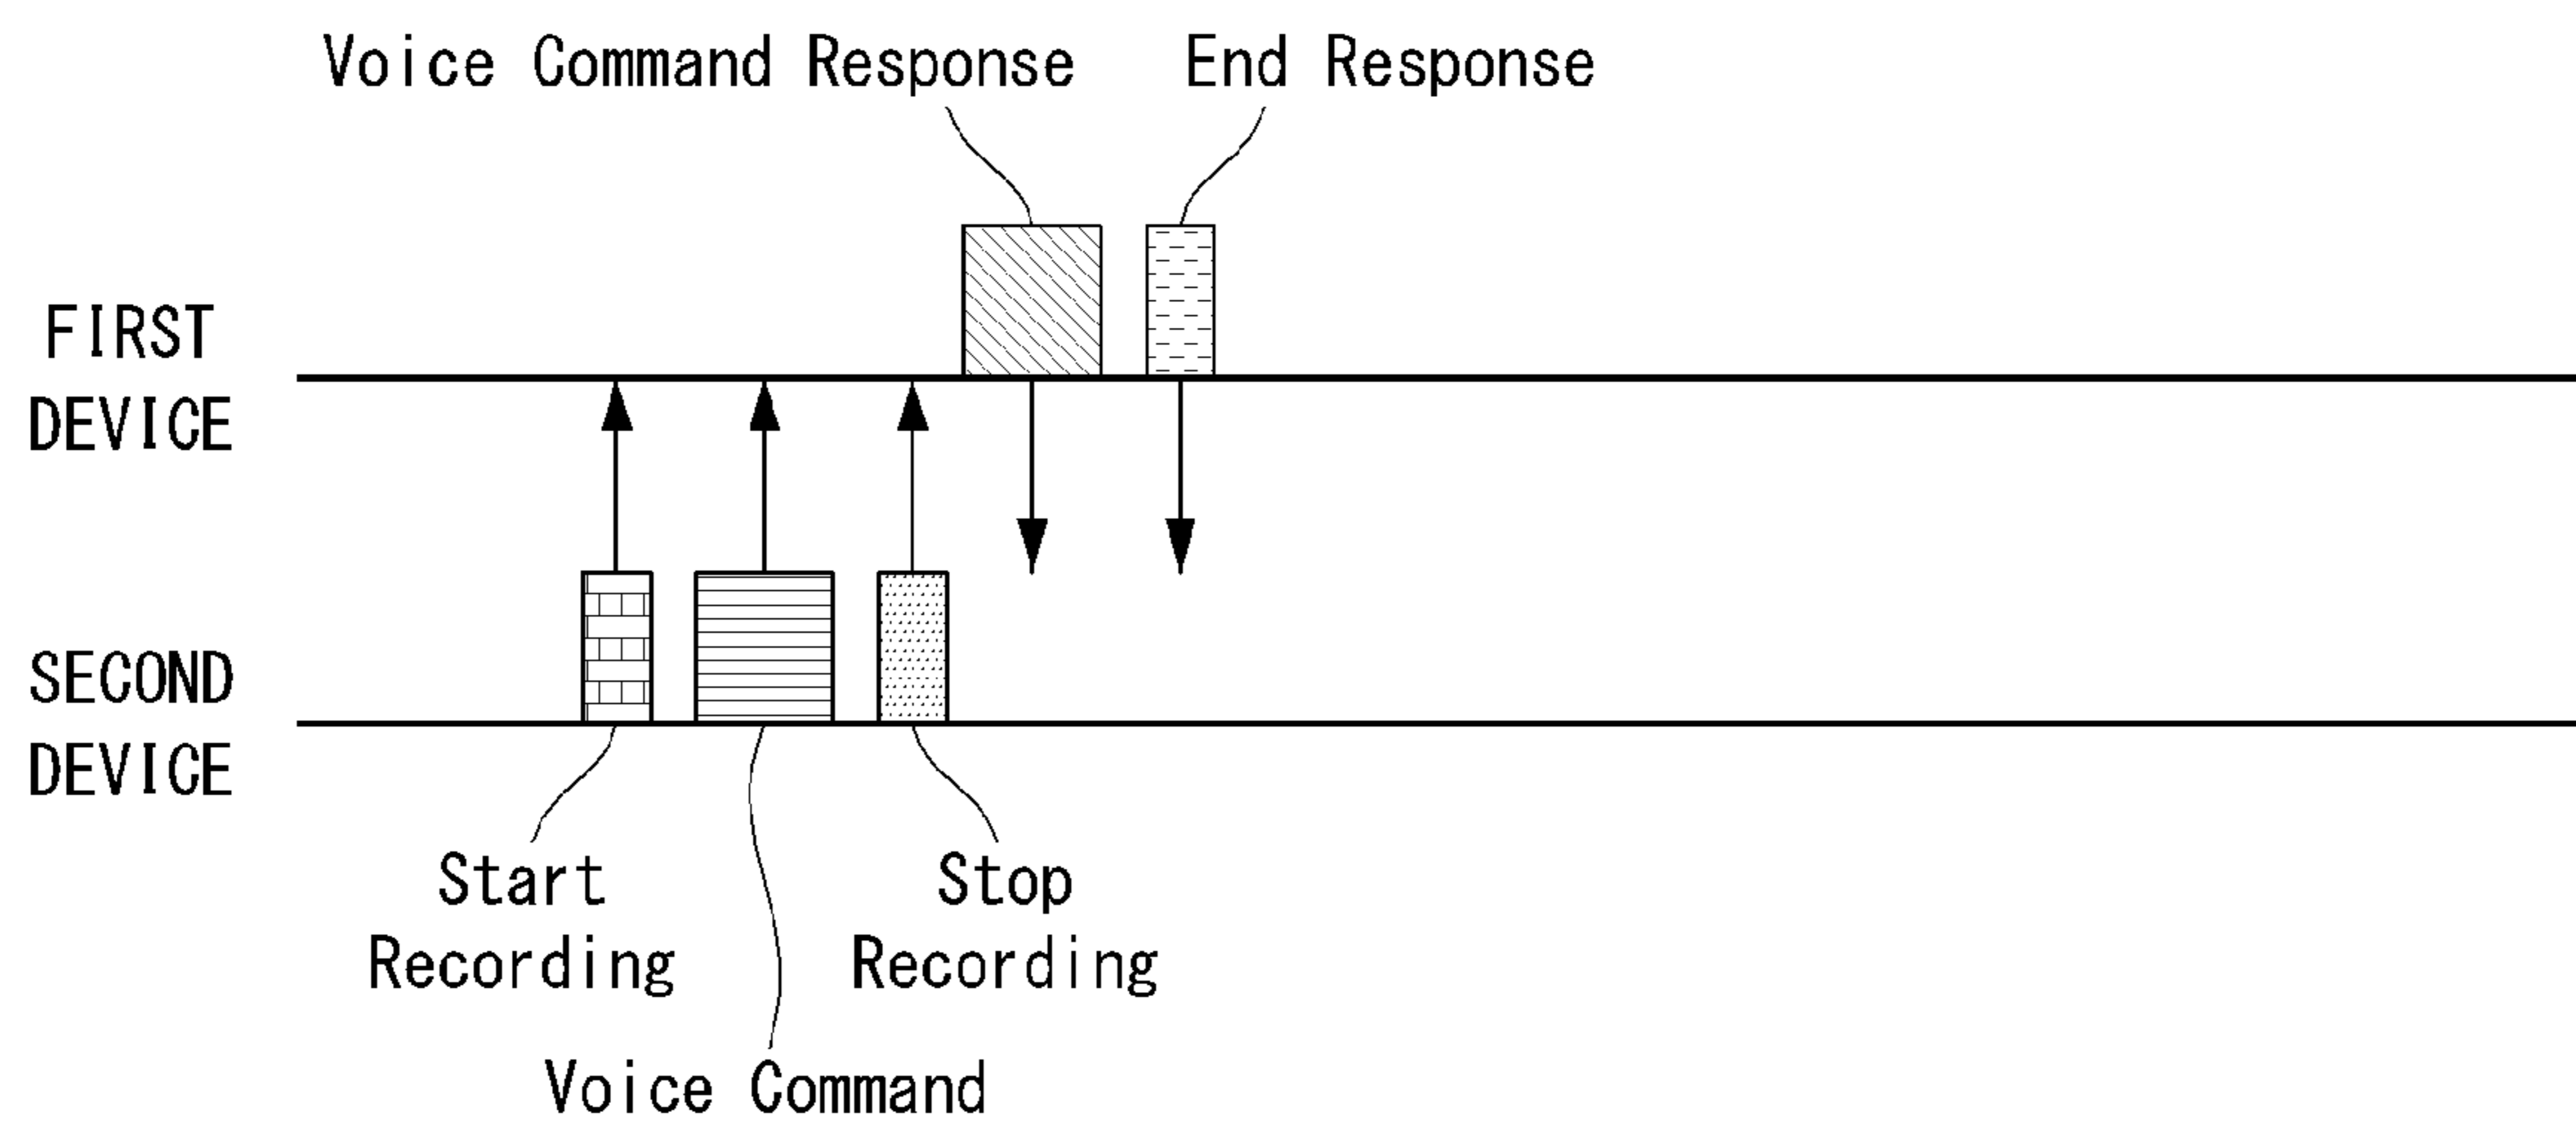 Voice Command Response
End Response
FIRST
DEVICE
SECOND
DEVICE
Start
Recording
Stop
Recording
Voice Command